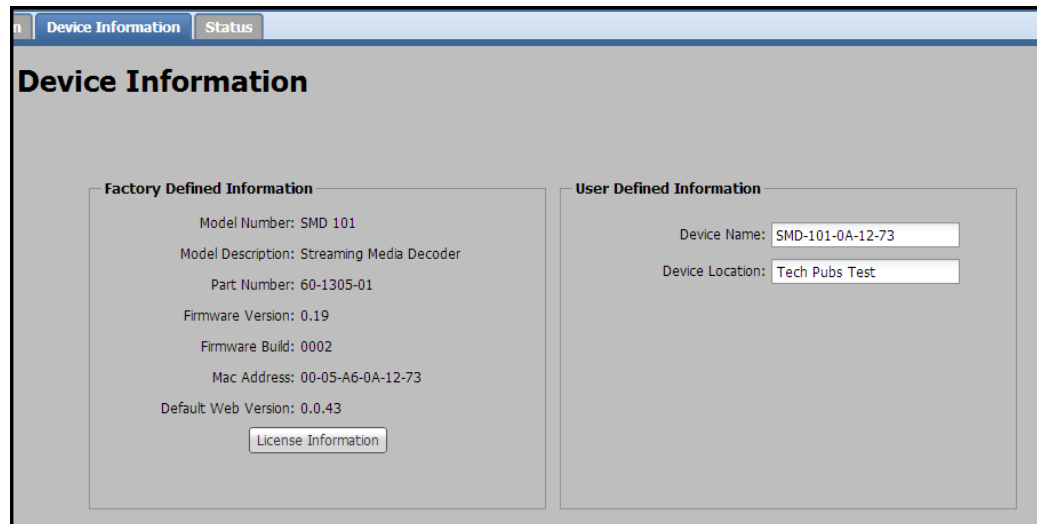 n
Device Information
Status
Device Information
Factory Defined Information
Model Number: SMD 101
Model Description: Streaming Media Decoder
Part Number: 60-1305-01
Firmware Version: 0.19
Firmware Build: 0002
Mac Address: 00-05-A6-0A-12-73
Default Web Version: 0.0.43
License Information
User Defined Information
Device Name: SMD-101-0A-12-73
Device Location: Tech Pubs Test